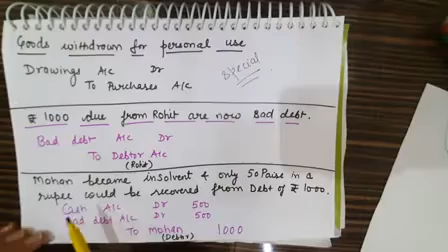 Goods withdrawn for personal use
Drawings A/C Dr
To Purchases A/C
Special
₹ 1000 due from Rohit are now Bad debt.
Bad debt A/C Dr
To Debtor A/C
(Rohit)
Mohan became insolvent & only 50 Paise in a
rupee could be recovered from Debt of ₹ 1000.
Cash A/C Dr 500
Bad debt A/C Dr 500
To Mohan 1000
(Debtor)